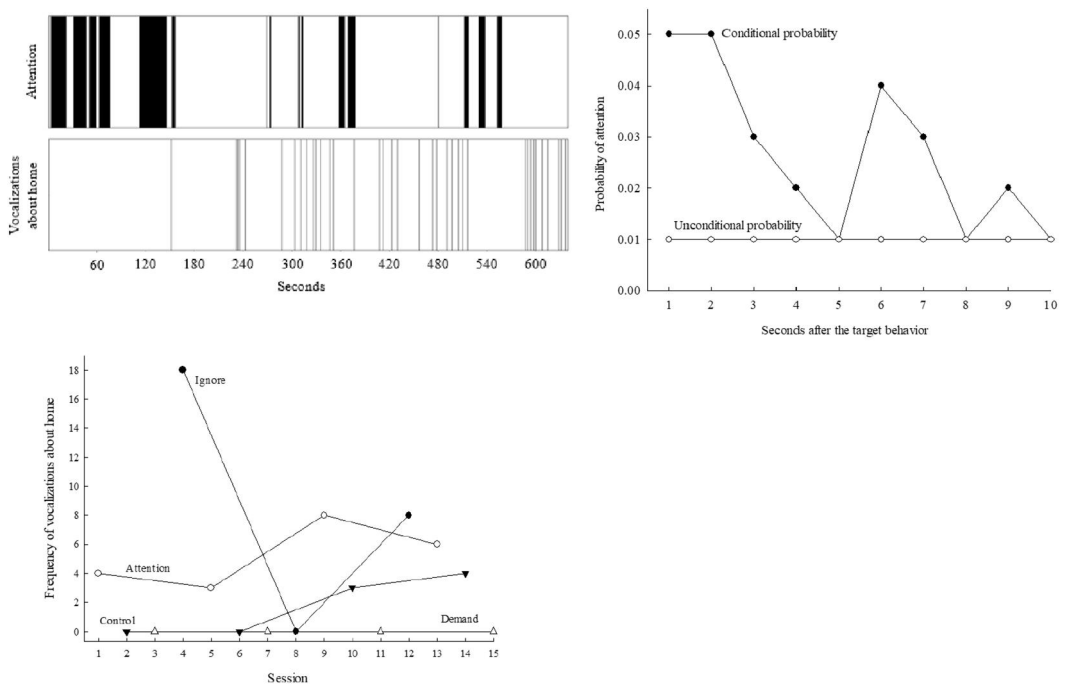 Attention
Vocalizations
about home
60 120 180 240 300 360 420 480 540 600
Seconds
Probability of attention
0.05
0.04
0.03
0.02
0.01
0.00
Conditional probability
Unconditional probability
1 2 3 4 5 6 7 8 9 10
Seconds after the target behavior
Frequency of vocalizations about home
18
16
14
12
10
8
6
4
2
0
Ignore
Attention
Control
Demand
1 2 3 4 5 6 7 8 9 10 11 12 13 14 15
Session